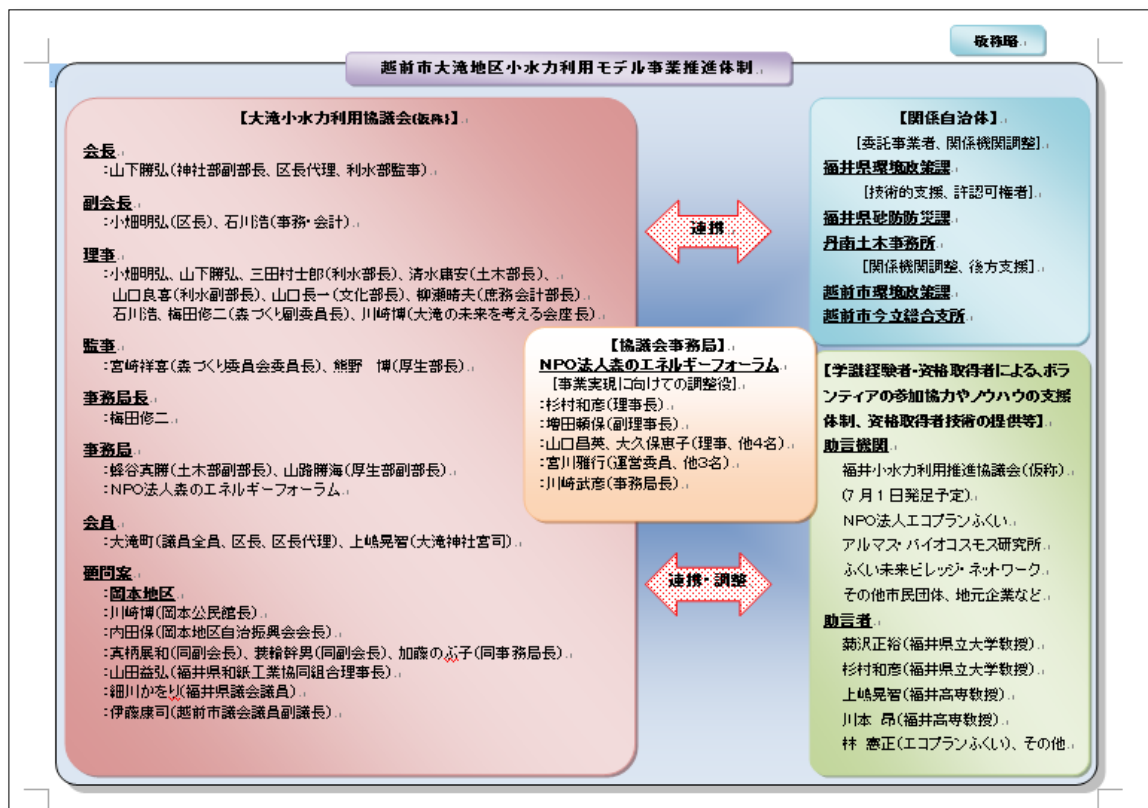 敬称略
越前市大滝地区小水力利用モデル事業推進体制
【大滝小水力利用協議会(仮称)】
会長
:山下勝弘(神社部副部長、区長代理、利水部監事)
副会長
:小畑明弘(区長)、石川浩(事務・会計)
理事
:小畑明弘、山下勝弘、三田村士郎(利水部長)、清水庸安(土木部長)、
山口良喜(利水副部長)、山口長一(文化部長)、柳瀬晴夫(庶務会計部長)
石川浩、梅田修二(森づくり副委員長)、川崎博(大滝の未来を考える会座長)
監事
:宮崎祥喜(森づくり委員会委員長)、熊野 博(厚生部長)
事務局長
:梅田修二
事務局
:蜂谷真勝(土木部副部長)、山路勝海(厚生部副部長)
:NPO法人森のエネルギーフォーラム
会員
:大滝町(議員全員、区長、区長代理)、上嶋晃智(大滝神社宮司)
顧問案
:岡本地区
:川崎博(岡本公民館長)
:内田保(岡本地区自治振興会会長)
:真柄展和(同副会長)、蓑輪幹男(同副会長)、加藤のぶ子(同事務局長)
:山田益弘(福井県和紙工業協同組合理事長)
:細川かをり(福井県議会議員)
:伊藤康司(越前市議会議員副議長)
連携
【協議会事務局】
NPO法人森のエネルギーフォーラム
[事業実現に向けての調整役]
:杉村和彦(理事長)
:増田頼保(副理事長)
:山口昌英、大久保恵子(理事、他4名)
:宮川雅行(運営委員、他3名)
:川崎武彦(事務局長)
連携・調整
【関係自治体】
[委託事業者、関係機関調整]
福井県環境政策課
[技術的支援、許認可権者]
福井県砂防防災課
丹南土木事務所
[関係機関調整、後方支援]
越前市環境政策課
越前市今立総合支所
【学識経験者・資格取得者による、ボラ
ンティアの参加協力やノウハウの支援
体制、資格取得者技術の提供等】
助言機関
福井小水力利用推進協議会(仮称)
(7月1日発足予定)
NPO法人エコプランふくい
アルマス・バイオコスモス研究所
ふくい未来ビレッジ・ネットワーク
その他市民団体、地元企業など
助言者
菊沢正裕(福井県立大学教授)
杉村和彦(福井県立大学教授)
上嶋晃智(福井高専教授)
川本 昂(福井高専教授)
林 憲正(エコプランふくい)、その他